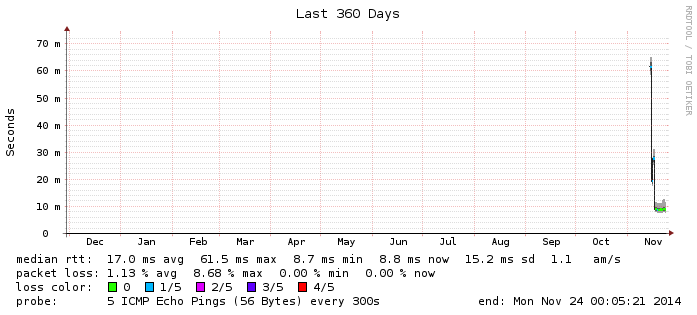 Last 360 Days
RRDTOOL / TOBI OETIKER
Seconds
70 m
60 m
50 m
40 m
30 m
20 m
10 m
0
Dec Jan Feb Mar Apr May Jun Jul Aug Sep Oct Nov
median rtt: 17.0 ms avg 61.5 ms max 8.7 ms min 8.8 ms now 15.2 ms sd 1.1 am/s
packet loss: 1.13 % avg 8.68 % max 0.00 % min 0.00 % now
loss color: 0 1/5 2/5 3/5 4/5
probe: 5 ICMP Echo Pings (56 Bytes) every 300s end: Mon Nov 24 00:05:21 2014